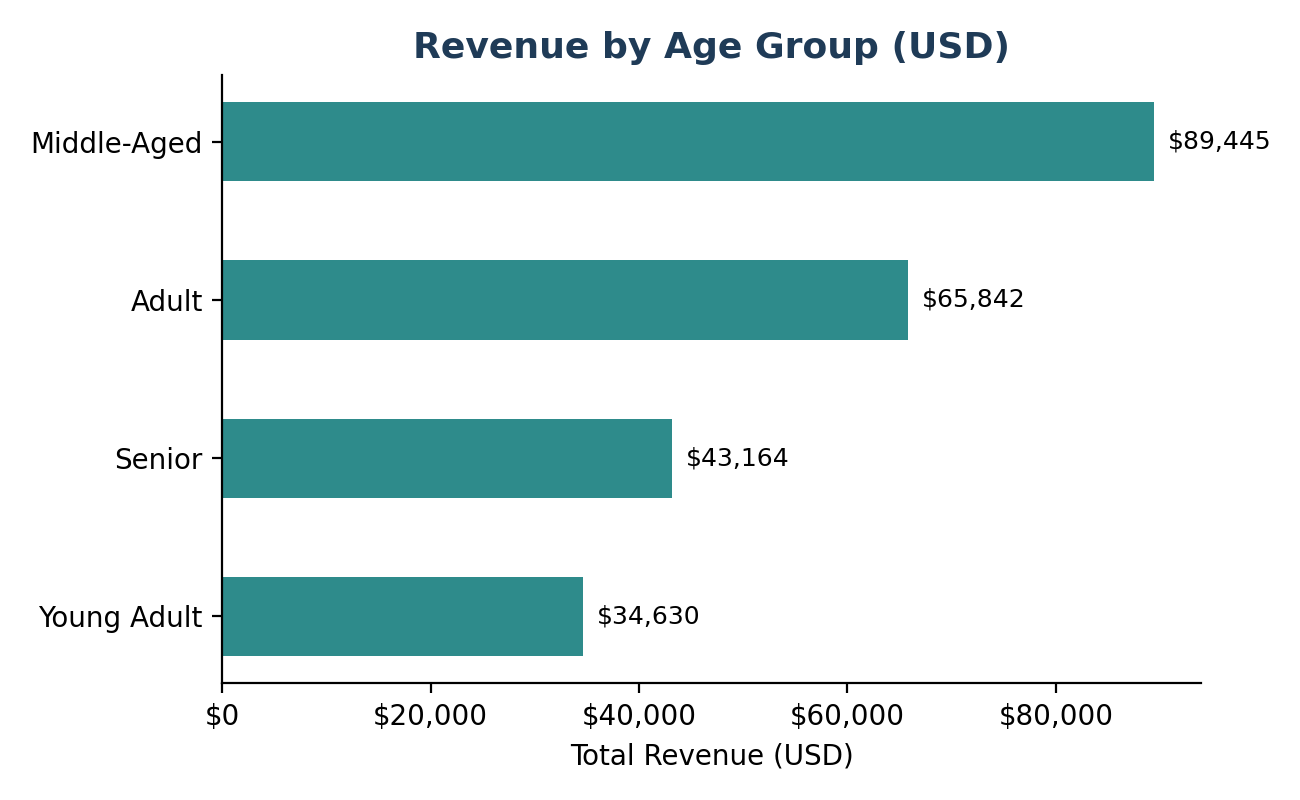 Revenue by Age Group (USD)
Middle-Aged
$89,445
Adult
$65,842
Senior
$43,164
Young Adult
$34,630
$0 $20,000 $40,000 $60,000 $80,000
Total Revenue (USD)